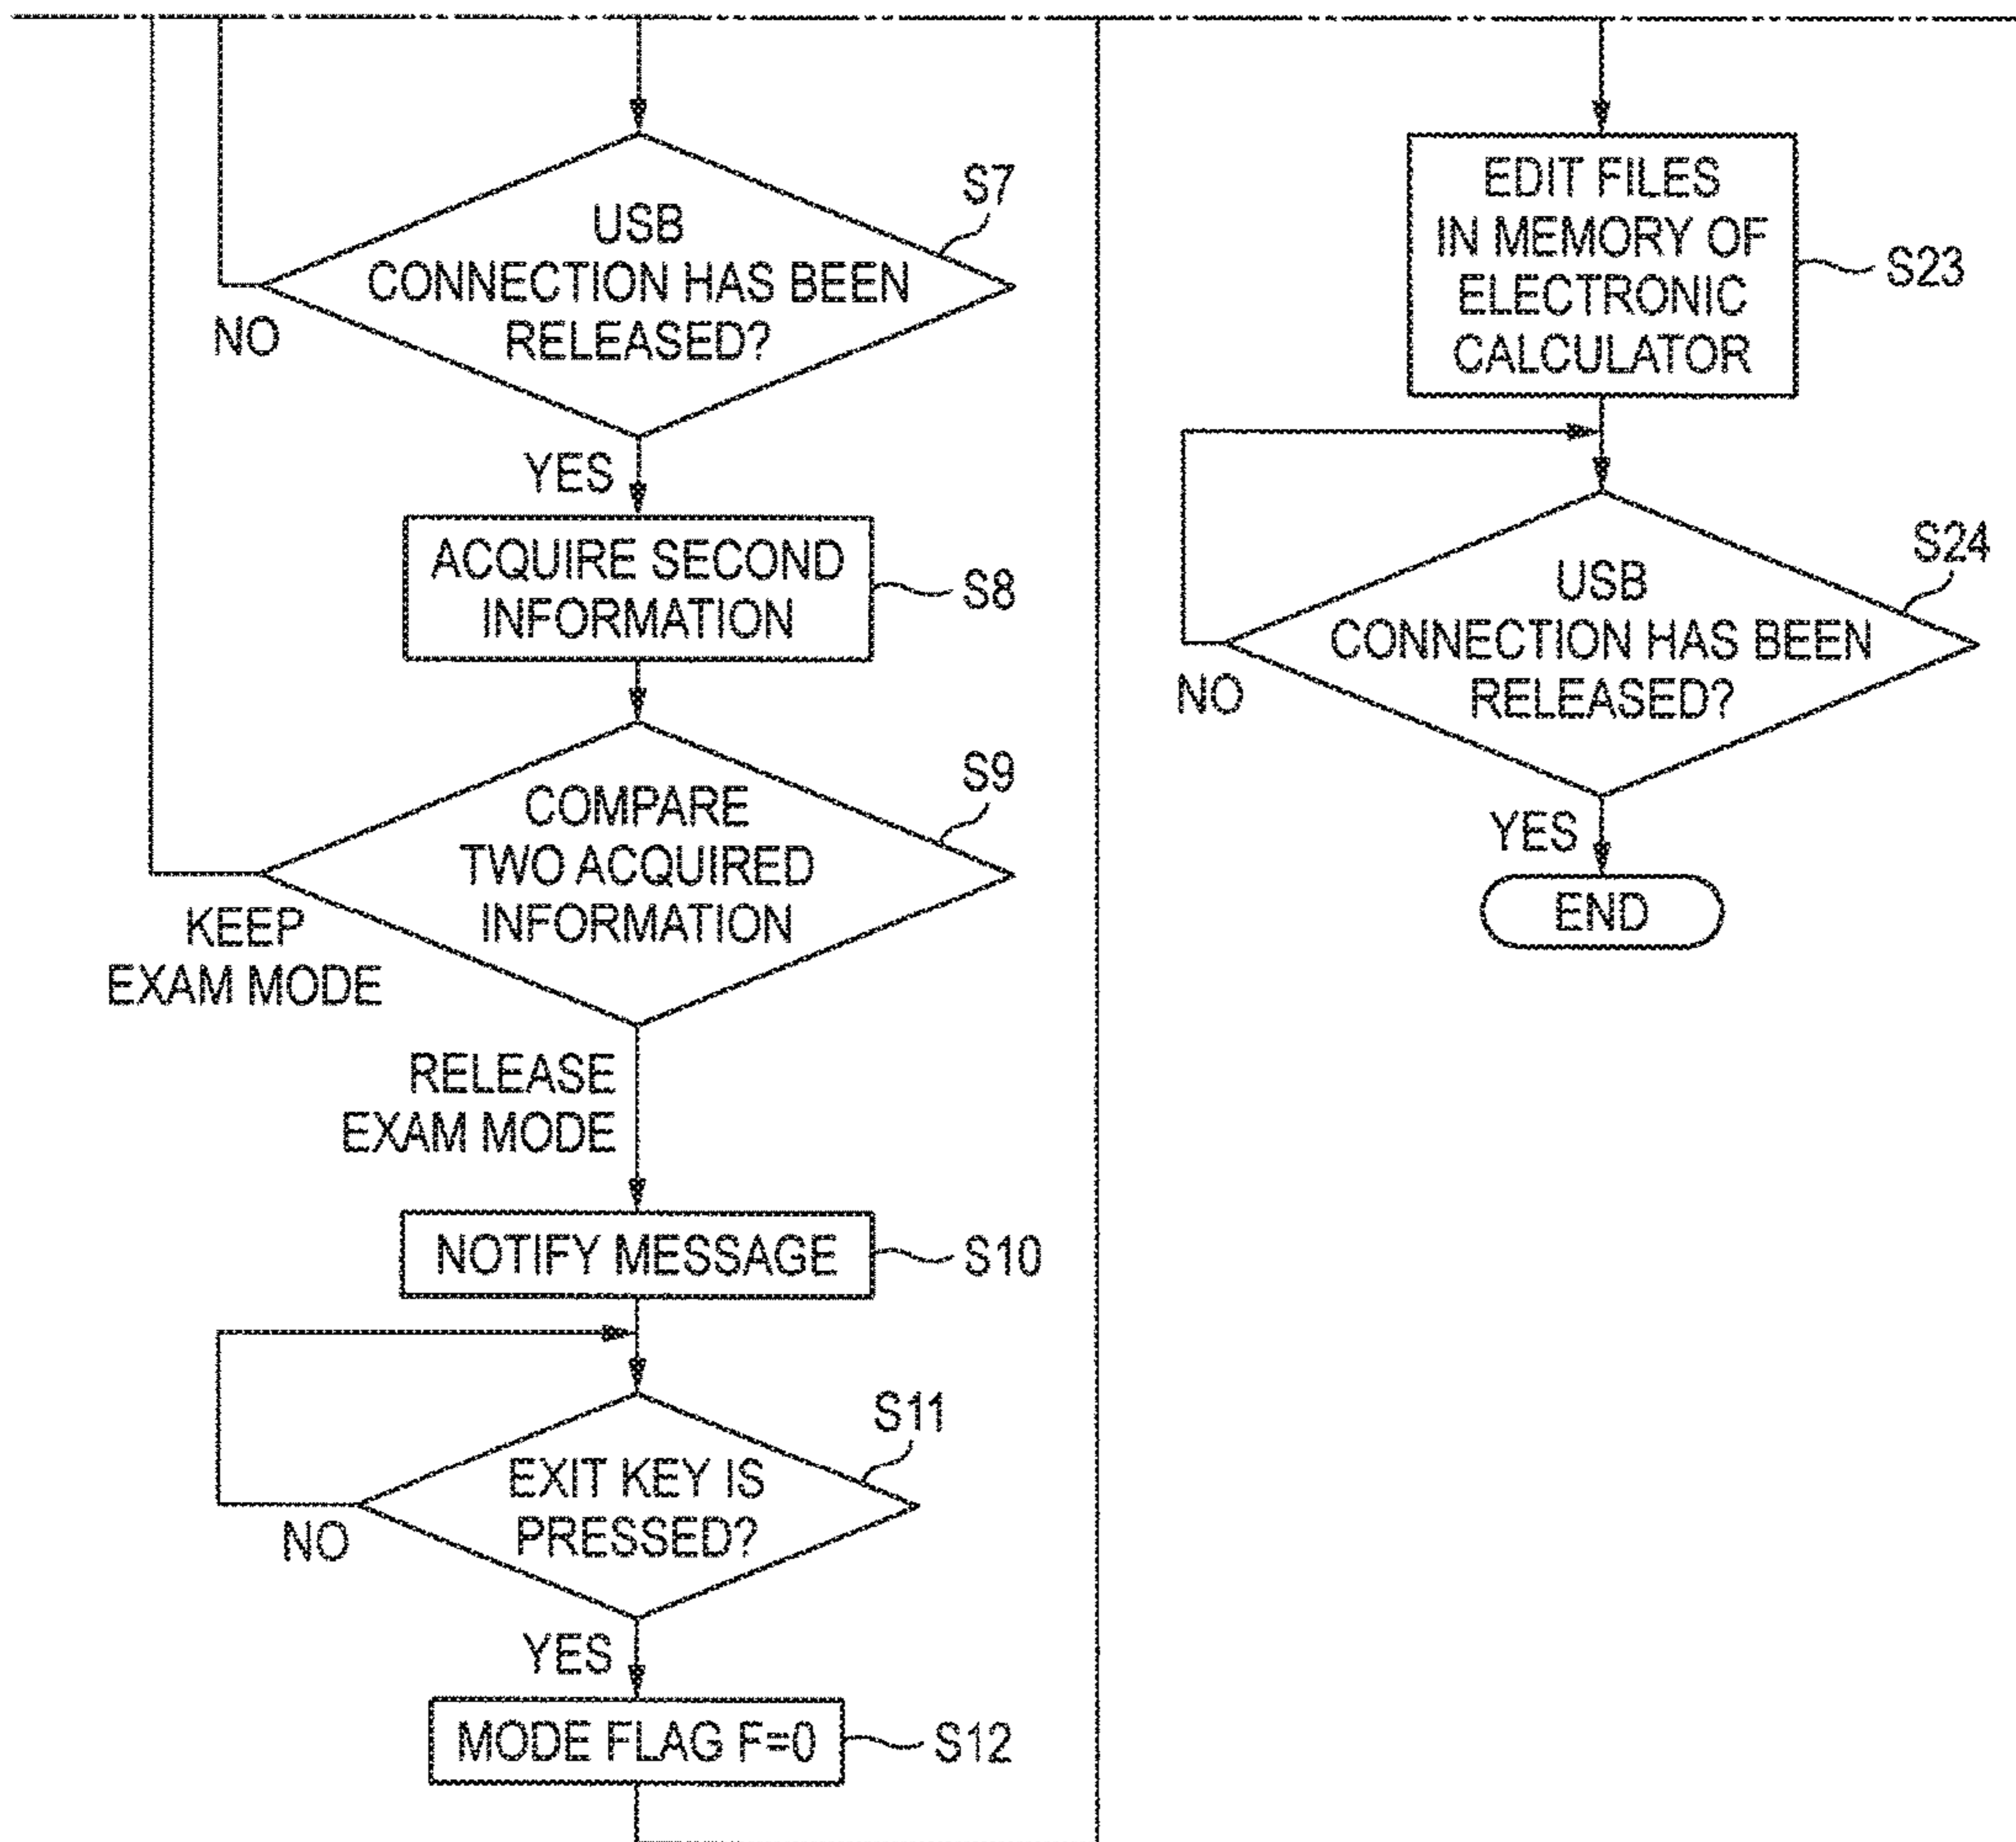 USB
CONNECTION HAS BEEN
RELEASED?
S7
NO
YES
ACQUIRE SECOND
INFORMATION
S8
COMPARE
TWO ACQUIRED
INFORMATION
S9
KEEP
EXAM MODE
RELEASE
EXAM MODE
NOTIFY MESSAGE
S10
EXIT KEY IS
PRESSED?
S11
NO
YES
MODE FLAG F=0
S12
EDIT FILES
IN MEMORY OF
ELECTRONIC
CALCULATOR
S23
USB
CONNECTION HAS BEEN
RELEASED?
S24
NO
YES
END